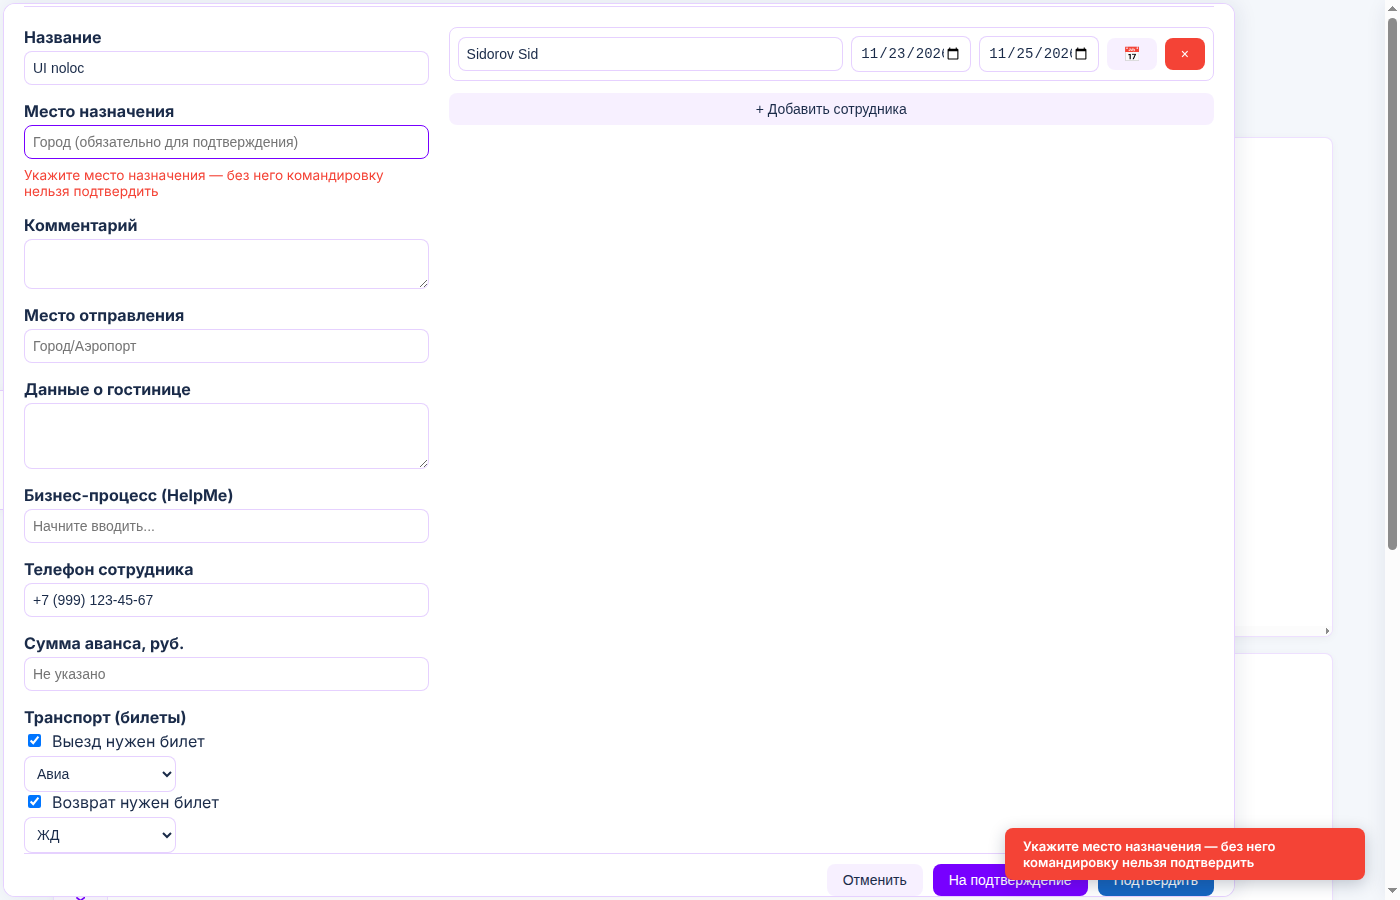 Название
UI noloc
Место назначения
Город (обязательно для подтверждения)
Укажите место назначения — без него командировку
нельзя подтвердить
Комментарий
Место отправления
Город/Аэропорт
Данные о гостинице
Бизнес-процесс (HelpMe)
Начните вводить...
Телефон сотрудника
+7 (999) 123-45-67
Сумма аванса, руб.
Не указано
Транспорт (билеты)
Выезд нужен билет
Авиа
Возврат нужен билет
ЖД
Sidorov Sid
11/23/2026
11/25/2026
×
+ Добавить сотрудника
Отменить
На подтверждение
Подтвердить
Укажите место назначения — без него
командировку нельзя подтвердить